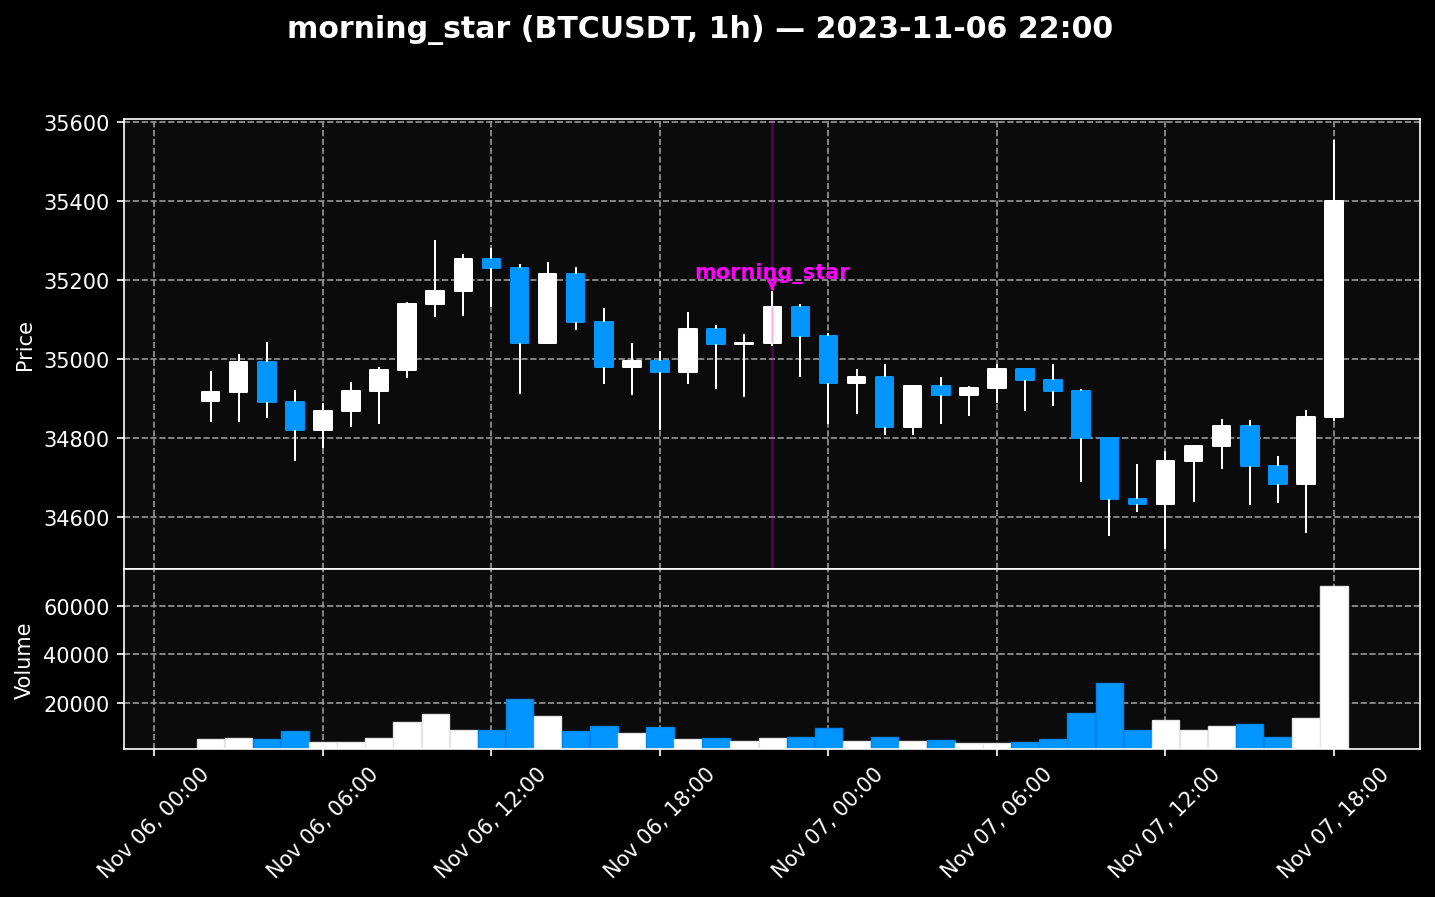 morning_star (BTCUSDT, 1h) — 2023-11-06 22:00
35600
35400
35200
35000
34800
34600
Price
morning_star
60000
40000
20000
Volume
Nov 06, 00:00
Nov 06, 06:00
Nov 06, 12:00
Nov 06, 18:00
Nov 07, 00:00
Nov 07, 06:00
Nov 07, 12:00
Nov 07, 18:00